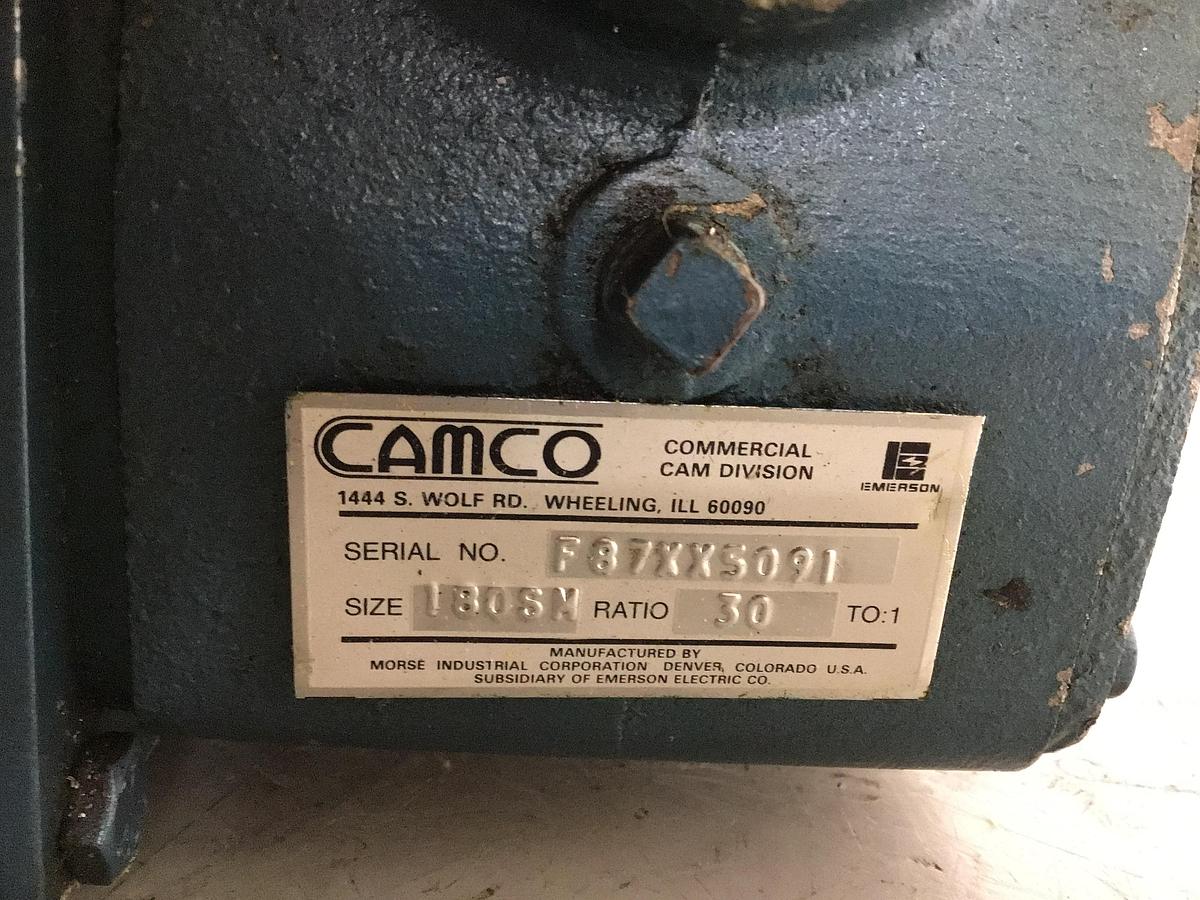 CAMCO
COMMERCIAL
CAM DIVISION
EMERSON
1444 S. WOLF RD., WHEELING, ILL 60090
SERIAL NO. F87XX5091
SIZE 180SM RATIO 30 TO:1
MANUFACTURED BY
MORSE INDUSTRIAL CORPORATION DENVER, COLORADO U.S.A.
SUBSIDIARY OF EMERSON ELECTRIC CO.